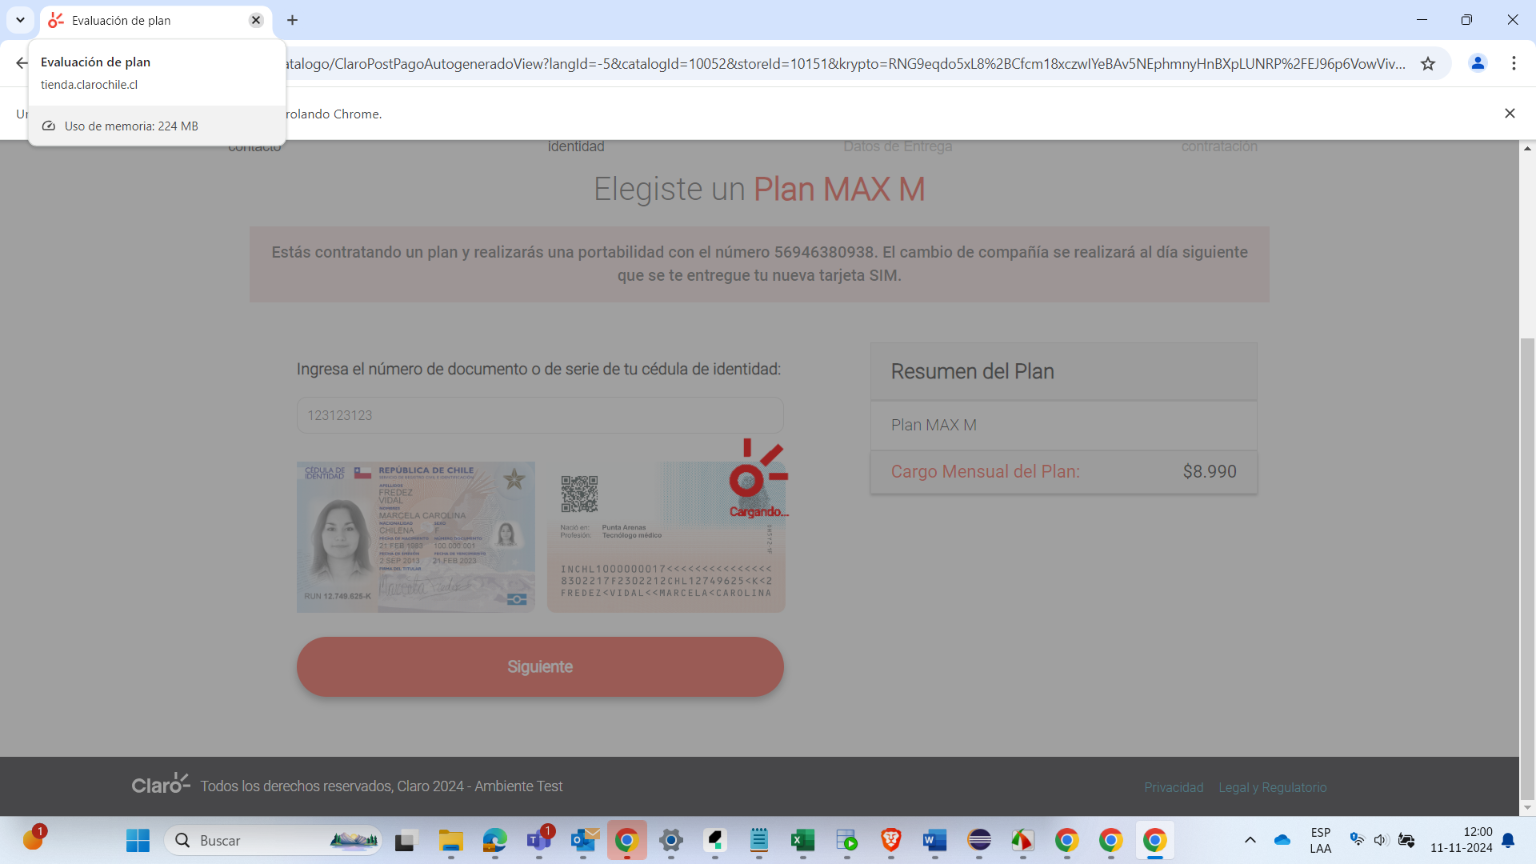 Evaluación de plan
Evaluación de plan
tienda.clarochile.cl
Uso de memoria: 224 MB
atalogo/ClaroPostPagoAutogeneradoView?langId=-5&catalogId=10052&storeId=10151&krypto=RNG9eqdo5xL8%2BCfcm18xczwIYeBAv5NEphmnyHnBXpLUNRP%2FEJ96p6VowViv...
Un
rolando Chrome.
contacto
identidad
Datos de Entrega
contratación
Elegiste un Plan MAX M
Estás contratando un plan y realizarás una portabilidad con el número 56946380938. El cambio de compañía se realizará al día siguiente
que se te entregue tu nueva tarjeta SIM.
Ingresa el número de documento o de serie de tu cédula de identidad:
123123123
CÉDULA DE
IDENTIDAD
REPÚBLICA DE CHILE
FREDEZ
VIDAL
MARCELA CAROLINA
CHILENA
F
21 FEB 1983
100.000.001
2 SEP 2013
21 FEB 2023
RUN 12.749.625-K
Cargando...
Nació en: Punta Arenas
Profesión: Tecnólogo médico
INCHL1000000017<<<<<<<<<<<<<<<
8302217F2302212CHL12749625<K<2
FREDEZ<VIDAL<<MARCELA<CAROLINA
Resumen del Plan
Plan MAX M
Cargo Mensual del Plan: $8.990
Siguiente
Claro
Todos los derechos reservados, Claro 2024 - Ambiente Test
Privacidad
Legal y Regulatorio
1
Buscar
1
ESP
LAA
12:00
11-11-2024